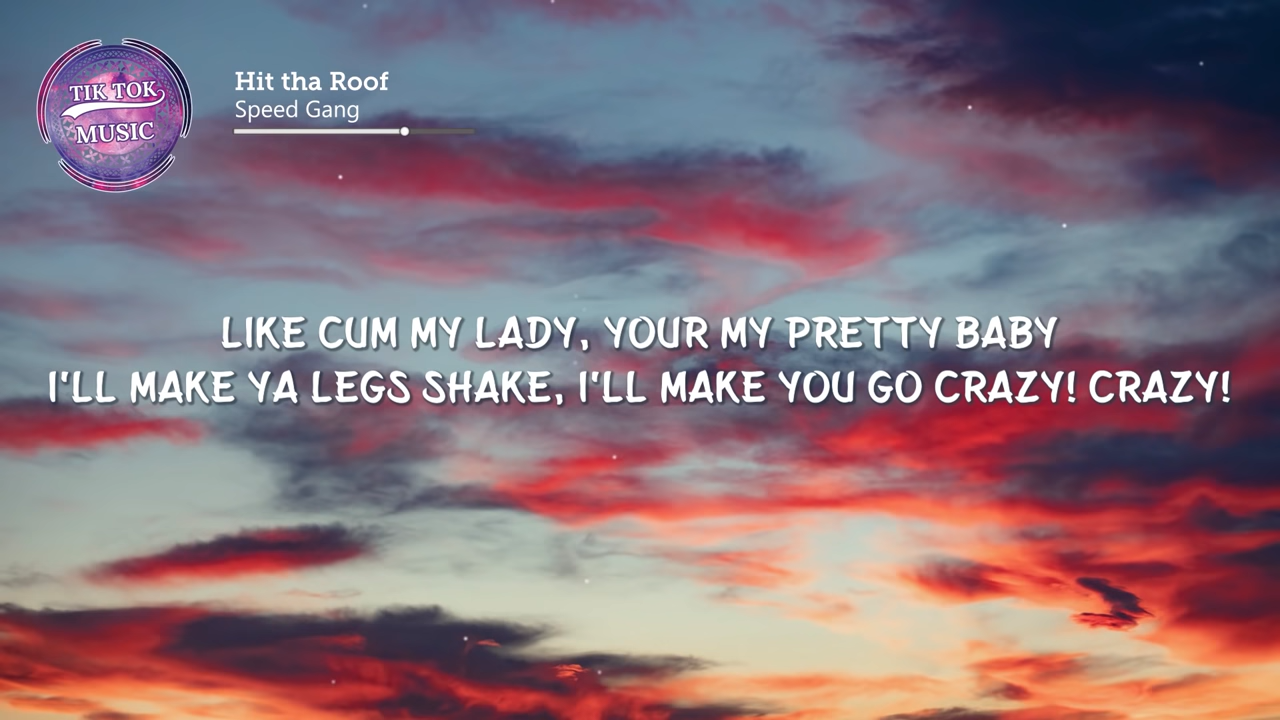 TIK TOK
MUSIC
Hit tha Roof
Speed Gang
LIKE CUM MY LADY, YOUR MY PRETTY BABY
I'LL MAKE YA LEGS SHAKE, I'LL MAKE YOU GO CRAZY! CRAZY!